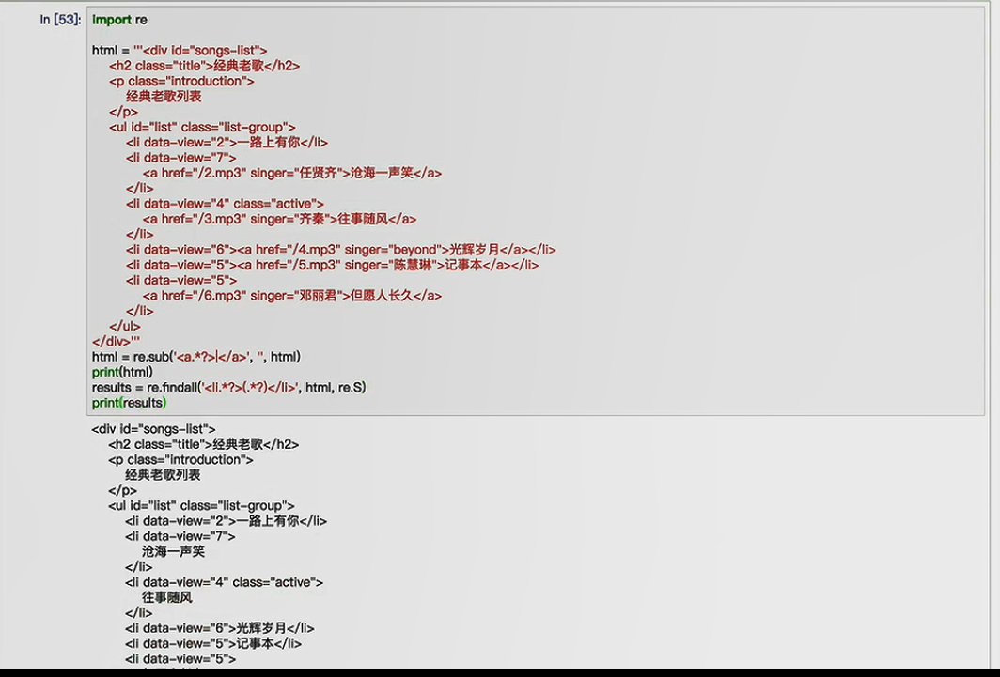 In [53]:
import re
html = '''<div id="songs-list">
<h2 class="title">经典老歌</h2>
<p class="introduction">
经典老歌列表
</p>
<ul id="list" class="list-group">
<li data-view="2">一路上有你</li>
<li data-view="7">
<a href="/2.mp3" singer="任贤齐">沧海一声笑</a>
</li>
<li data-view="4" class="active">
<a href="/3.mp3" singer="齐秦">往事随风</a>
</li>
<li data-view="6"><a href="/4.mp3" singer="beyond">光辉岁月</a></li>
<li data-view="5"><a href="/5.mp3" singer="陈慧琳">记事本</a></li>
<li data-view="5">
<a href="/6.mp3" singer="邓丽君">但愿人长久</a>
</li>
</ul>
</div>'''
html = re.sub('<a.*?>|</a>', '', html)
print(html)
results = re.findall('<li.*?>(.*?)</li>', html, re.S)
print(results)
<div id="songs-list">
<h2 class="title">经典老歌</h2>
<p class="introduction">
经典老歌列表
</p>
<ul id="list" class="list-group">
<li data-view="2">一路上有你</li>
<li data-view="7">
沧海一声笑
</li>
<li data-view="4" class="active">
往事随风
</li>
<li data-view="6">光辉岁月</li>
<li data-view="5">记事本</li>
<li data-view="5">